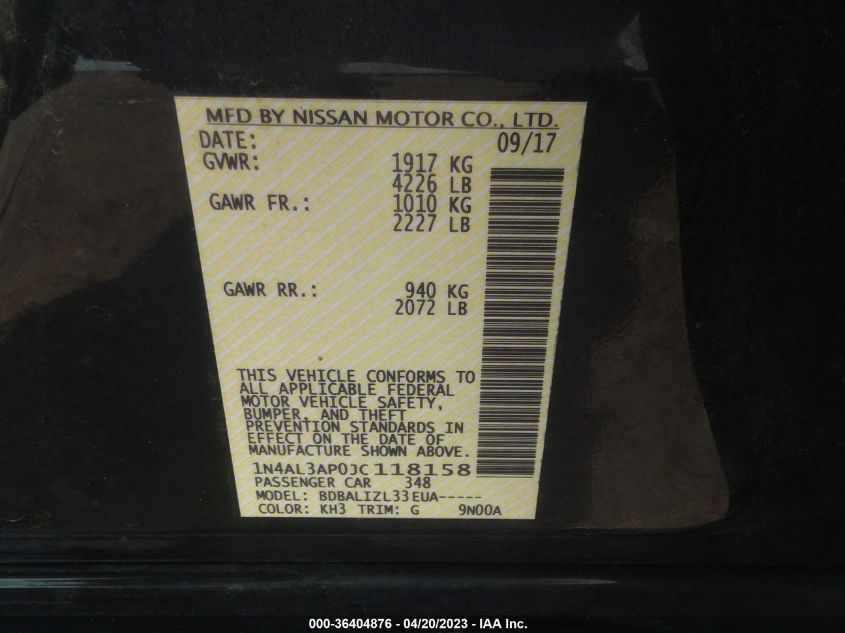 MFD BY NISSAN MOTOR CO., LTD.
DATE: 09/17
GVWR: 1917 KG
4226 LB
GAWR FR.: 1010 KG
2227 LB
GAWR RR.: 940 KG
2072 LB
THIS VEHICLE CONFORMS TO
ALL APPLICABLE FEDERAL
MOTOR VEHICLE SAFETY,
BUMPER, AND THEFT
PREVENTION STANDARDS IN
EFFECT ON THE DATE OF
MANUFACTURE SHOWN ABOVE.
1N4AL3AP0JC118158
PASSENGER CAR 348
MODEL: BDBALIZL33EUA-----
COLOR: KH3 TRIM: G 9N00A
000-36404876 - 04/20/2023 - IAA Inc.